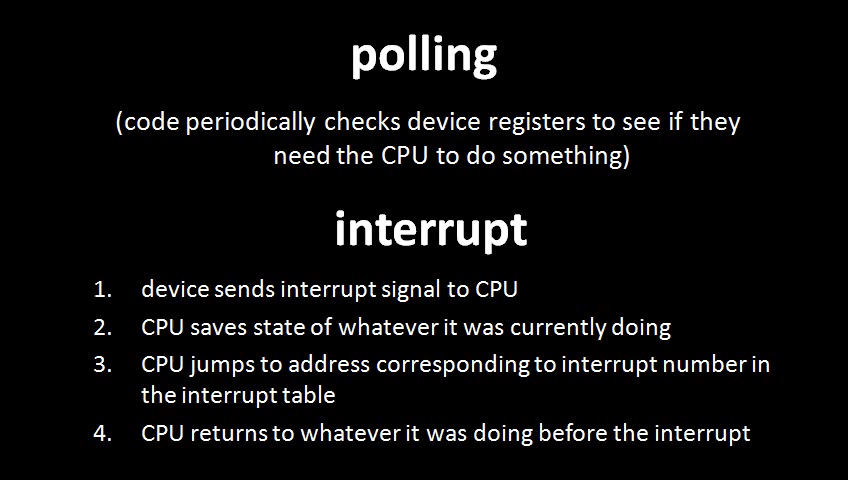 polling
(code periodically checks device registers to see if they
need the CPU to do something)
interrupt
1. device sends interrupt signal to CPU
2. CPU saves state of whatever it was currently doing
3. CPU jumps to address corresponding to interrupt number in
the interrupt table
4. CPU returns to whatever it was doing before the interrupt